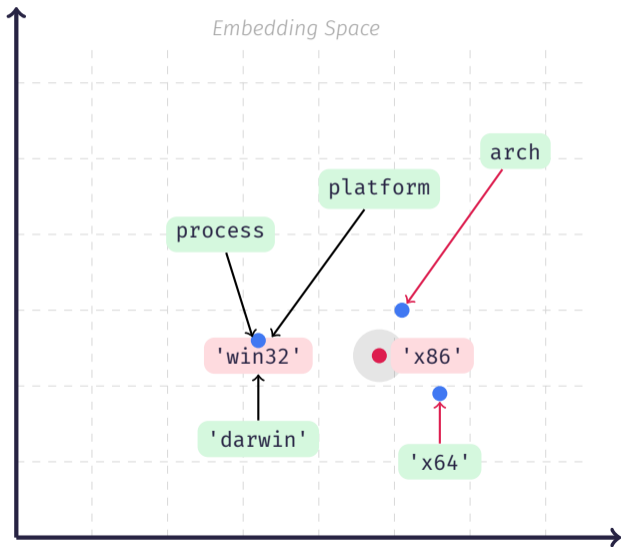 Embedding Space
arch
platform
process
'win32'
'x86'
'darwin'
'x64'